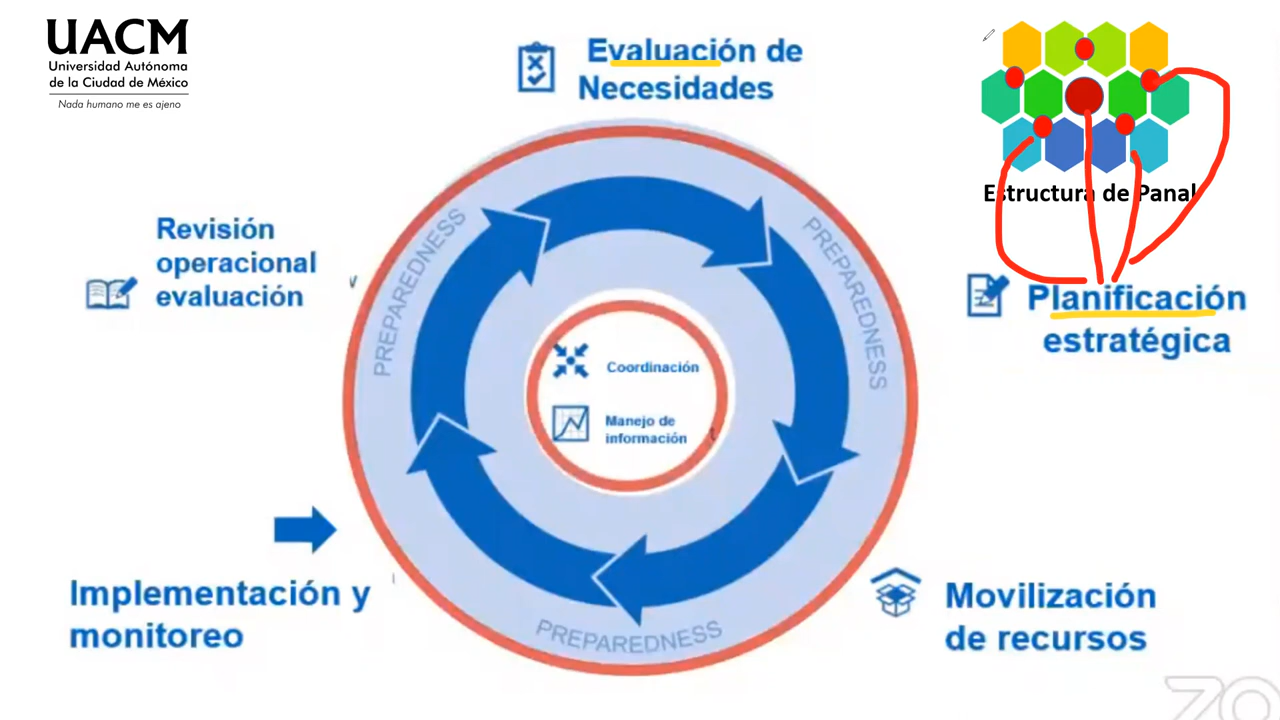 UACM
Universidad Autónoma
de la Ciudad de México
Nada humano me es ajeno
Evaluación de
Necesidades
Estructura de Panal
Revisión
operacional
evaluación
PREPAREDNESS
PREPAREDNESS
Planificación
estratégica
Coordinación
Manejo de
información
Implementación y
monitoreo
PREPAREDNESS
Movilización
de recursos